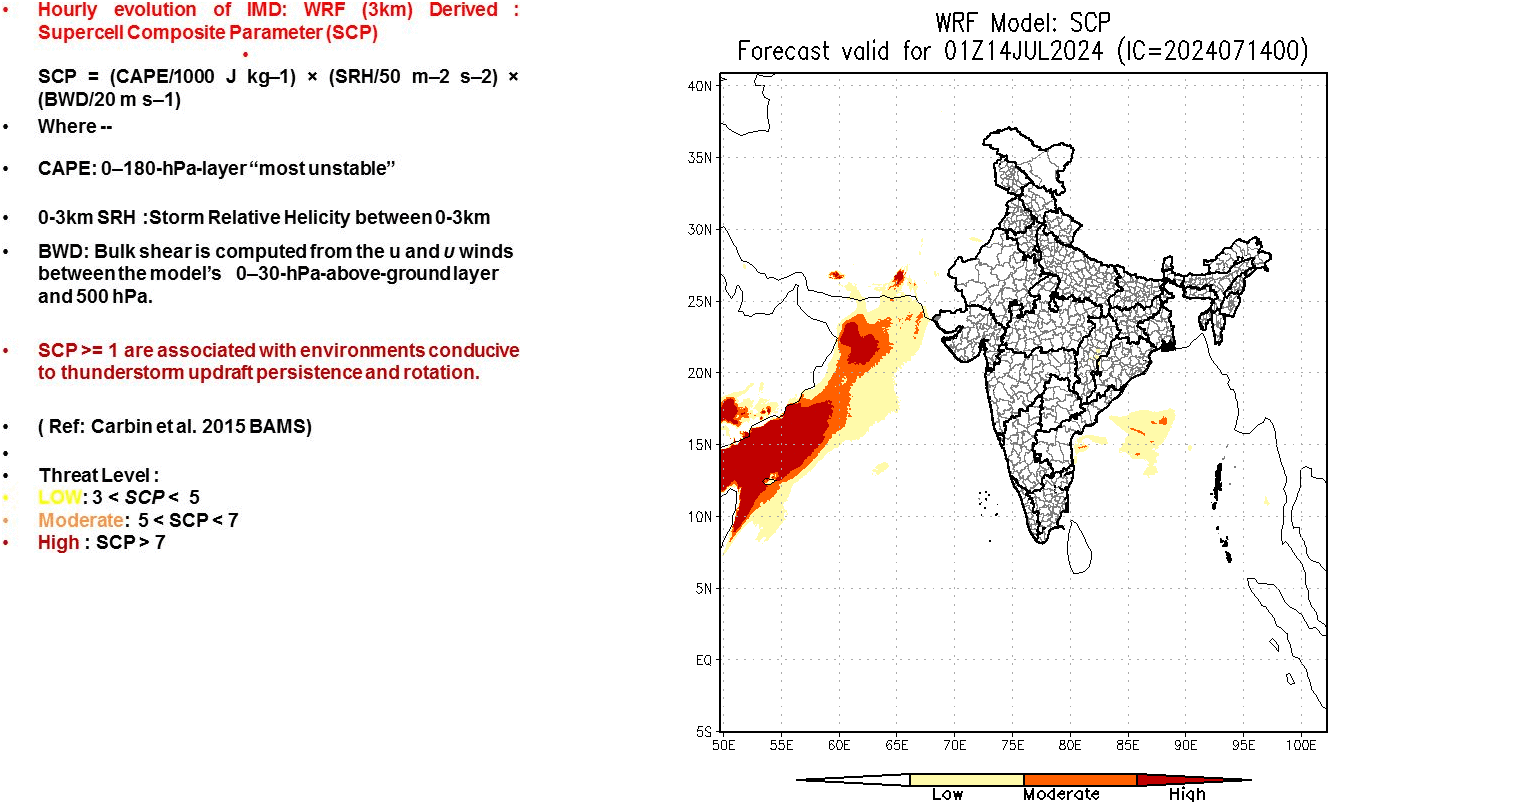 Hourly evolution of IMD: WRF (3km) Derived :
Supercell Composite Parameter (SCP)
SCP = (CAPE/1000 J kg–1) × (SRH/50 m–2 s–2) ×
(BWD/20 m s–1)
Where --
CAPE: 0–180-hPa-layer “most unstable”
0-3km SRH :Storm Relative Helicity between 0-3km
BWD: Bulk shear is computed from the u and υ winds
between the model’s 0–30-hPa-above-ground layer
and 500 hPa.
SCP >= 1 are associated with environments conducive
to thunderstorm updraft persistence and rotation.
( Ref: Carbin et al. 2015 BAMS)
Threat Level :
LOW: 3 < SCP < 5
Moderate: 5 < SCP < 7
High : SCP > 7
WRF Model: SCP
Forecast valid for 01Z14JUL2024 (IC=2024071400)
40N
35N
30N
25N
20N
15N
10N
5N
EQ
5S
50E 55E 60E 65E 70E 75E 80E 85E 90E 95E 100E
Low Moderate High